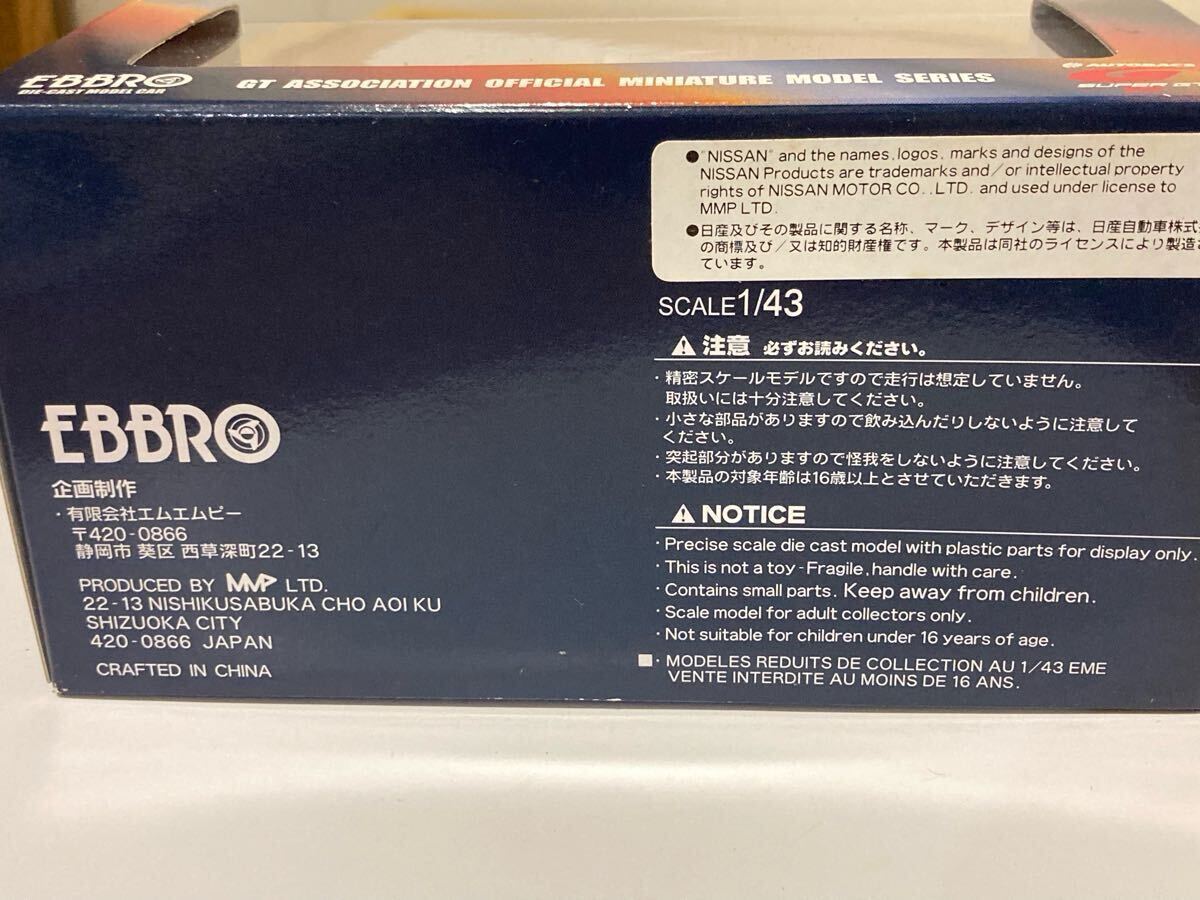 EBBRO
DIE-CAST MODEL CAR
GT ASSOCIATION OFFICIAL MINIATURE MODEL SERIES
AUTOBACS
SUPER GT
●"NISSAN" and the names, logos, marks and designs of the
NISSAN Products are trademarks and/or intellectual property
rights of NISSAN MOTOR CO.,LTD. and used under license to
MMP LTD.
●日産及びその製品に関する名称、マーク、デザイン等は、日産自動車株式
の商標及び/又は知的財産権です。本製品は同社のライセンスにより製造さ
ています。
SCALE1/43
注意 必ずお読みください。
・精密スケールモデルですので走行は想定していません。
取扱いには十分注意してください。
・小さな部品がありますので飲み込んだりしないように注意して
ください。
・突起部分がありますので怪我をしないように注意してください。
・本製品の対象年齢は16歳以上とさせていただきます。
NOTICE
・Precise scale die cast model with plastic parts for display only.
・This is not a toy-Fragile, handle with care.
・Contains small parts. Keep away from children.
・Scale model for adult collectors only.
・Not suitable for children under 16 years of age.
・MODELES REDUITS DE COLLECTION AU 1/43 EME
VENTE INTERDITE AU MOINS DE 16 ANS.
EBBRO
企画制作
・有限会社エムエムピー
〒420-0866
静岡市 葵区 西草深町22-13
PRODUCED BY MMP LTD.
22-13 NISHIKUSABUKA CHO AOI KU
SHIZUOKA CITY
420-0866 JAPAN
CRAFTED IN CHINA